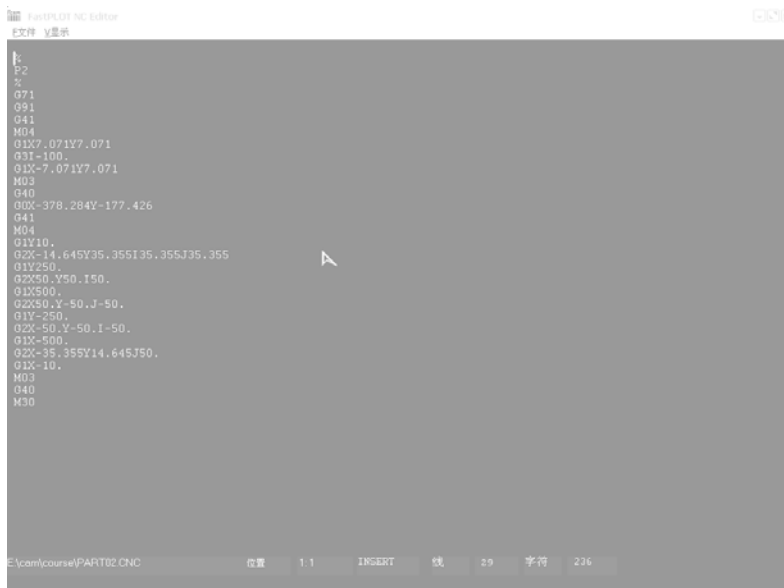 FastPLOT NC Editor
F文件 V显示
%
P2
%
G71
G91
G41
M04
G1X7.071Y7.071
G3I-100.
G1X-7.071Y7.071
M03
G40
G0X-378.284Y-177.426
G41
M04
G1Y10.
G2X-14.645Y35.355I35.355J35.355
G1Y250.
G2X50.Y50.I50.
G1X500.
G2X50.Y-50.J-50.
G1Y-250.
G2X-50.Y-50.I-50.
G1X-500.
G2X-35.355Y14.645J50.
G1X-10.
M03
G40
M30
E:\cam\course\PART02.CNC 位置 1:1 INSERT 线 29 字符 236